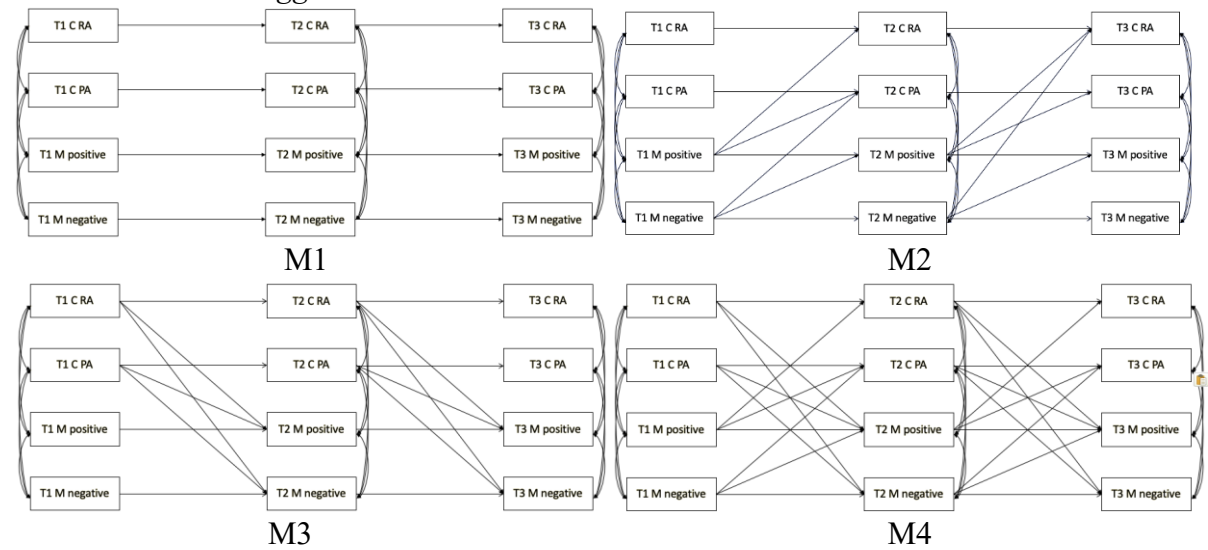 gg
T1 C RA T2 C RA T3 C RA
T1 C PA T2 C PA T3 C PA
T1 M positive T2 M positive T3 M positive
T1 M negative T2 M negative T3 M negative
M1
T1 C RA T2 C RA T3 C RA
T1 C PA T2 C PA T3 C PA
T1 M positive T2 M positive T3 M positive
T1 M negative T2 M negative T3 M negative
M2
T1 C RA T2 C RA T3 C RA
T1 C PA T2 C PA T3 C PA
T1 M positive T2 M positive T3 M positive
T1 M negative T2 M negative T3 M negative
M3
T1 C RA T2 C RA T3 C RA
T1 C PA T2 C PA T3 C PA
T1 M positive T2 M positive T3 M positive
T1 M negative T2 M negative T3 M negative
M4